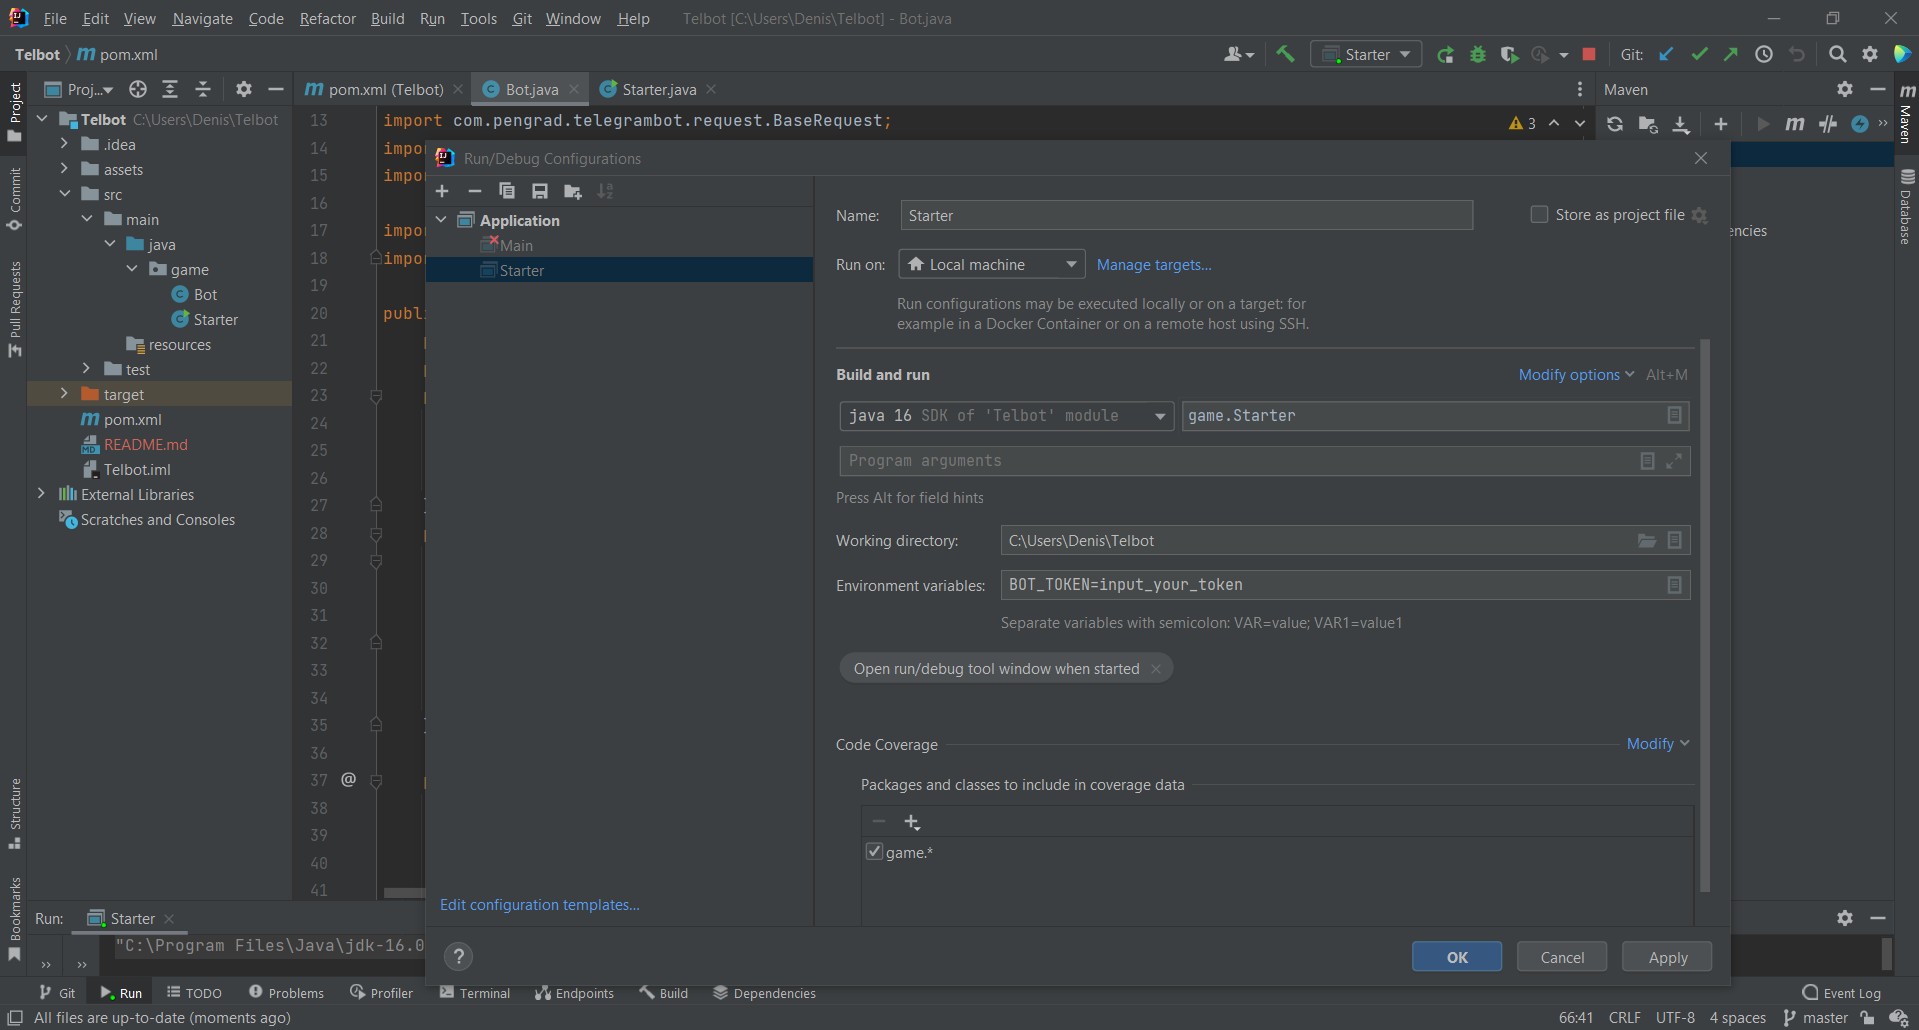 File Edit View Navigate Code Refactor Build Run Tools Git Window Help Telbot [C:\Users\Denis\Telbot] - Bot.java
Telbot pom.xml Starter Git:
Proj... pom.xml (Telbot) Bot.java Starter.java Maven
Project
Commit
Pull Requests
Structure
Bookmarks
Telbot C:\Users\Denis\Telbot
.idea
assets
src
main
java
game
Bot
Starter
resources
test
target
pom.xml
README.md
Telbot.iml
External Libraries
Scratches and Consoles
13 import com.pengrad.telegrambot.request.BaseRequest; 3
14 impor
15 impor
16
17 impor
18 impor
19
20 publ
21
22
23
24
25
26
27
28
29
30
31
32
33
34
35
36
37 @
38
39
40
41
Run/Debug Configurations
Application
Main
Starter
Edit configuration templates...
Name: Starter Store as project file
Run on: Local machine Manage targets...
Run configurations may be executed locally or on a target: for
example in a Docker Container or on a remote host using SSH.
Build and run Modify options Alt+M
java 16 SDK of 'Telbot' module game.Starter
Program arguments
Press Alt for field hints
Working directory: C:\Users\Denis\Telbot
Environment variables: BOT_TOKEN=input_your_token
Separate variables with semicolon: VAR=value; VAR1=value1
Open run/debug tool window when started
Code Coverage Modify
Packages and classes to include in coverage data
game.*
? OK Cancel Apply
encies
Maven
Database
Run: Starter
"C:\Program Files\Java\jdk-16.0
Git Run TODO Problems Profiler Terminal Endpoints Build Dependencies Event Log
All files are up-to-date (moments ago) 66:41 CRLF UTF-8 4 spaces master